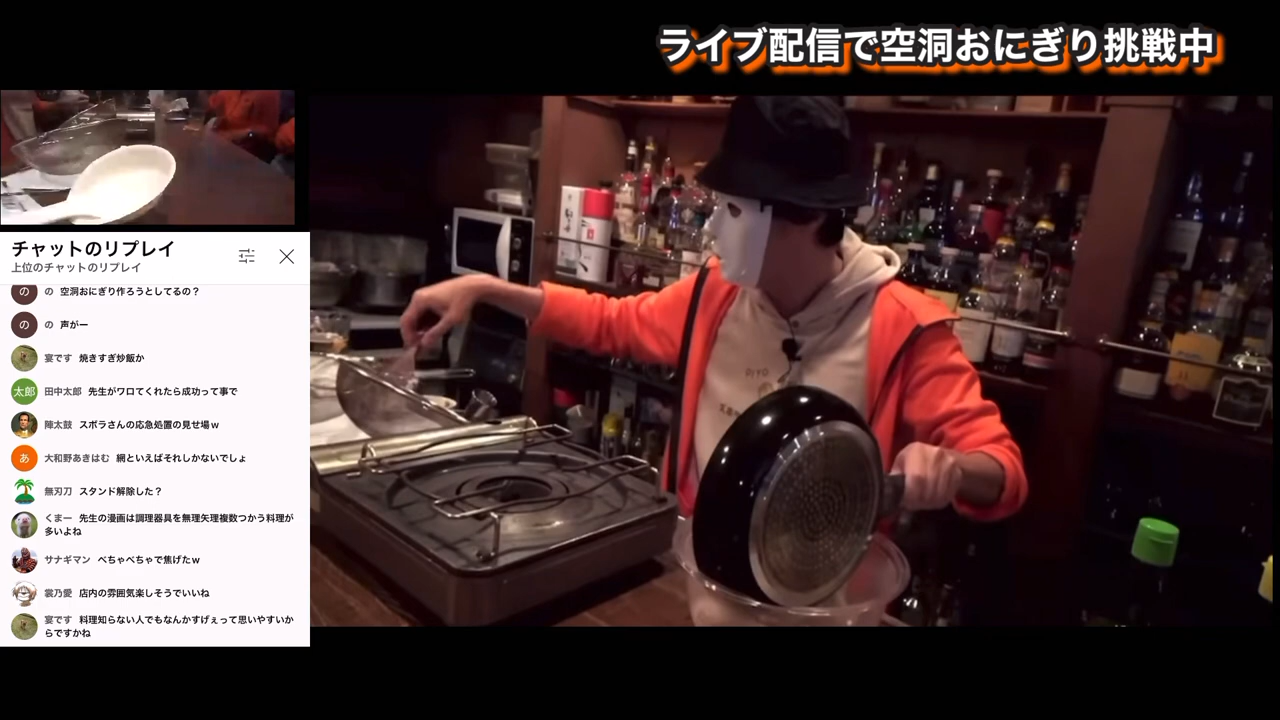 ライブ配信で空洞おにぎり挑戦中
チャットのリプレイ
上位のチャットのリプレイ
の 空洞おにぎり作ろうとしてるの？
の 声がー
宴です 焼きすぎ炒飯か
田中太郎 先生がワロてくれたら成功って事で
陣太鼓 スボラさんの応急処置の見せ場ｗ
大和野あきはむ 網といえばそれしかないでしょ
無刃刀 スタンド解除した？
くまー 先生の漫画は調理器具を無理矢理複数つかう料理が
多いよね
サナギマン べちゃべちゃで焦げたｗ
裳乃愛 店内の雰囲気楽しそうでいいね
宴です 料理知らない人でもなんかすげぇって思いやすいか
らですかね
の
の
太郎
あ
PIYO